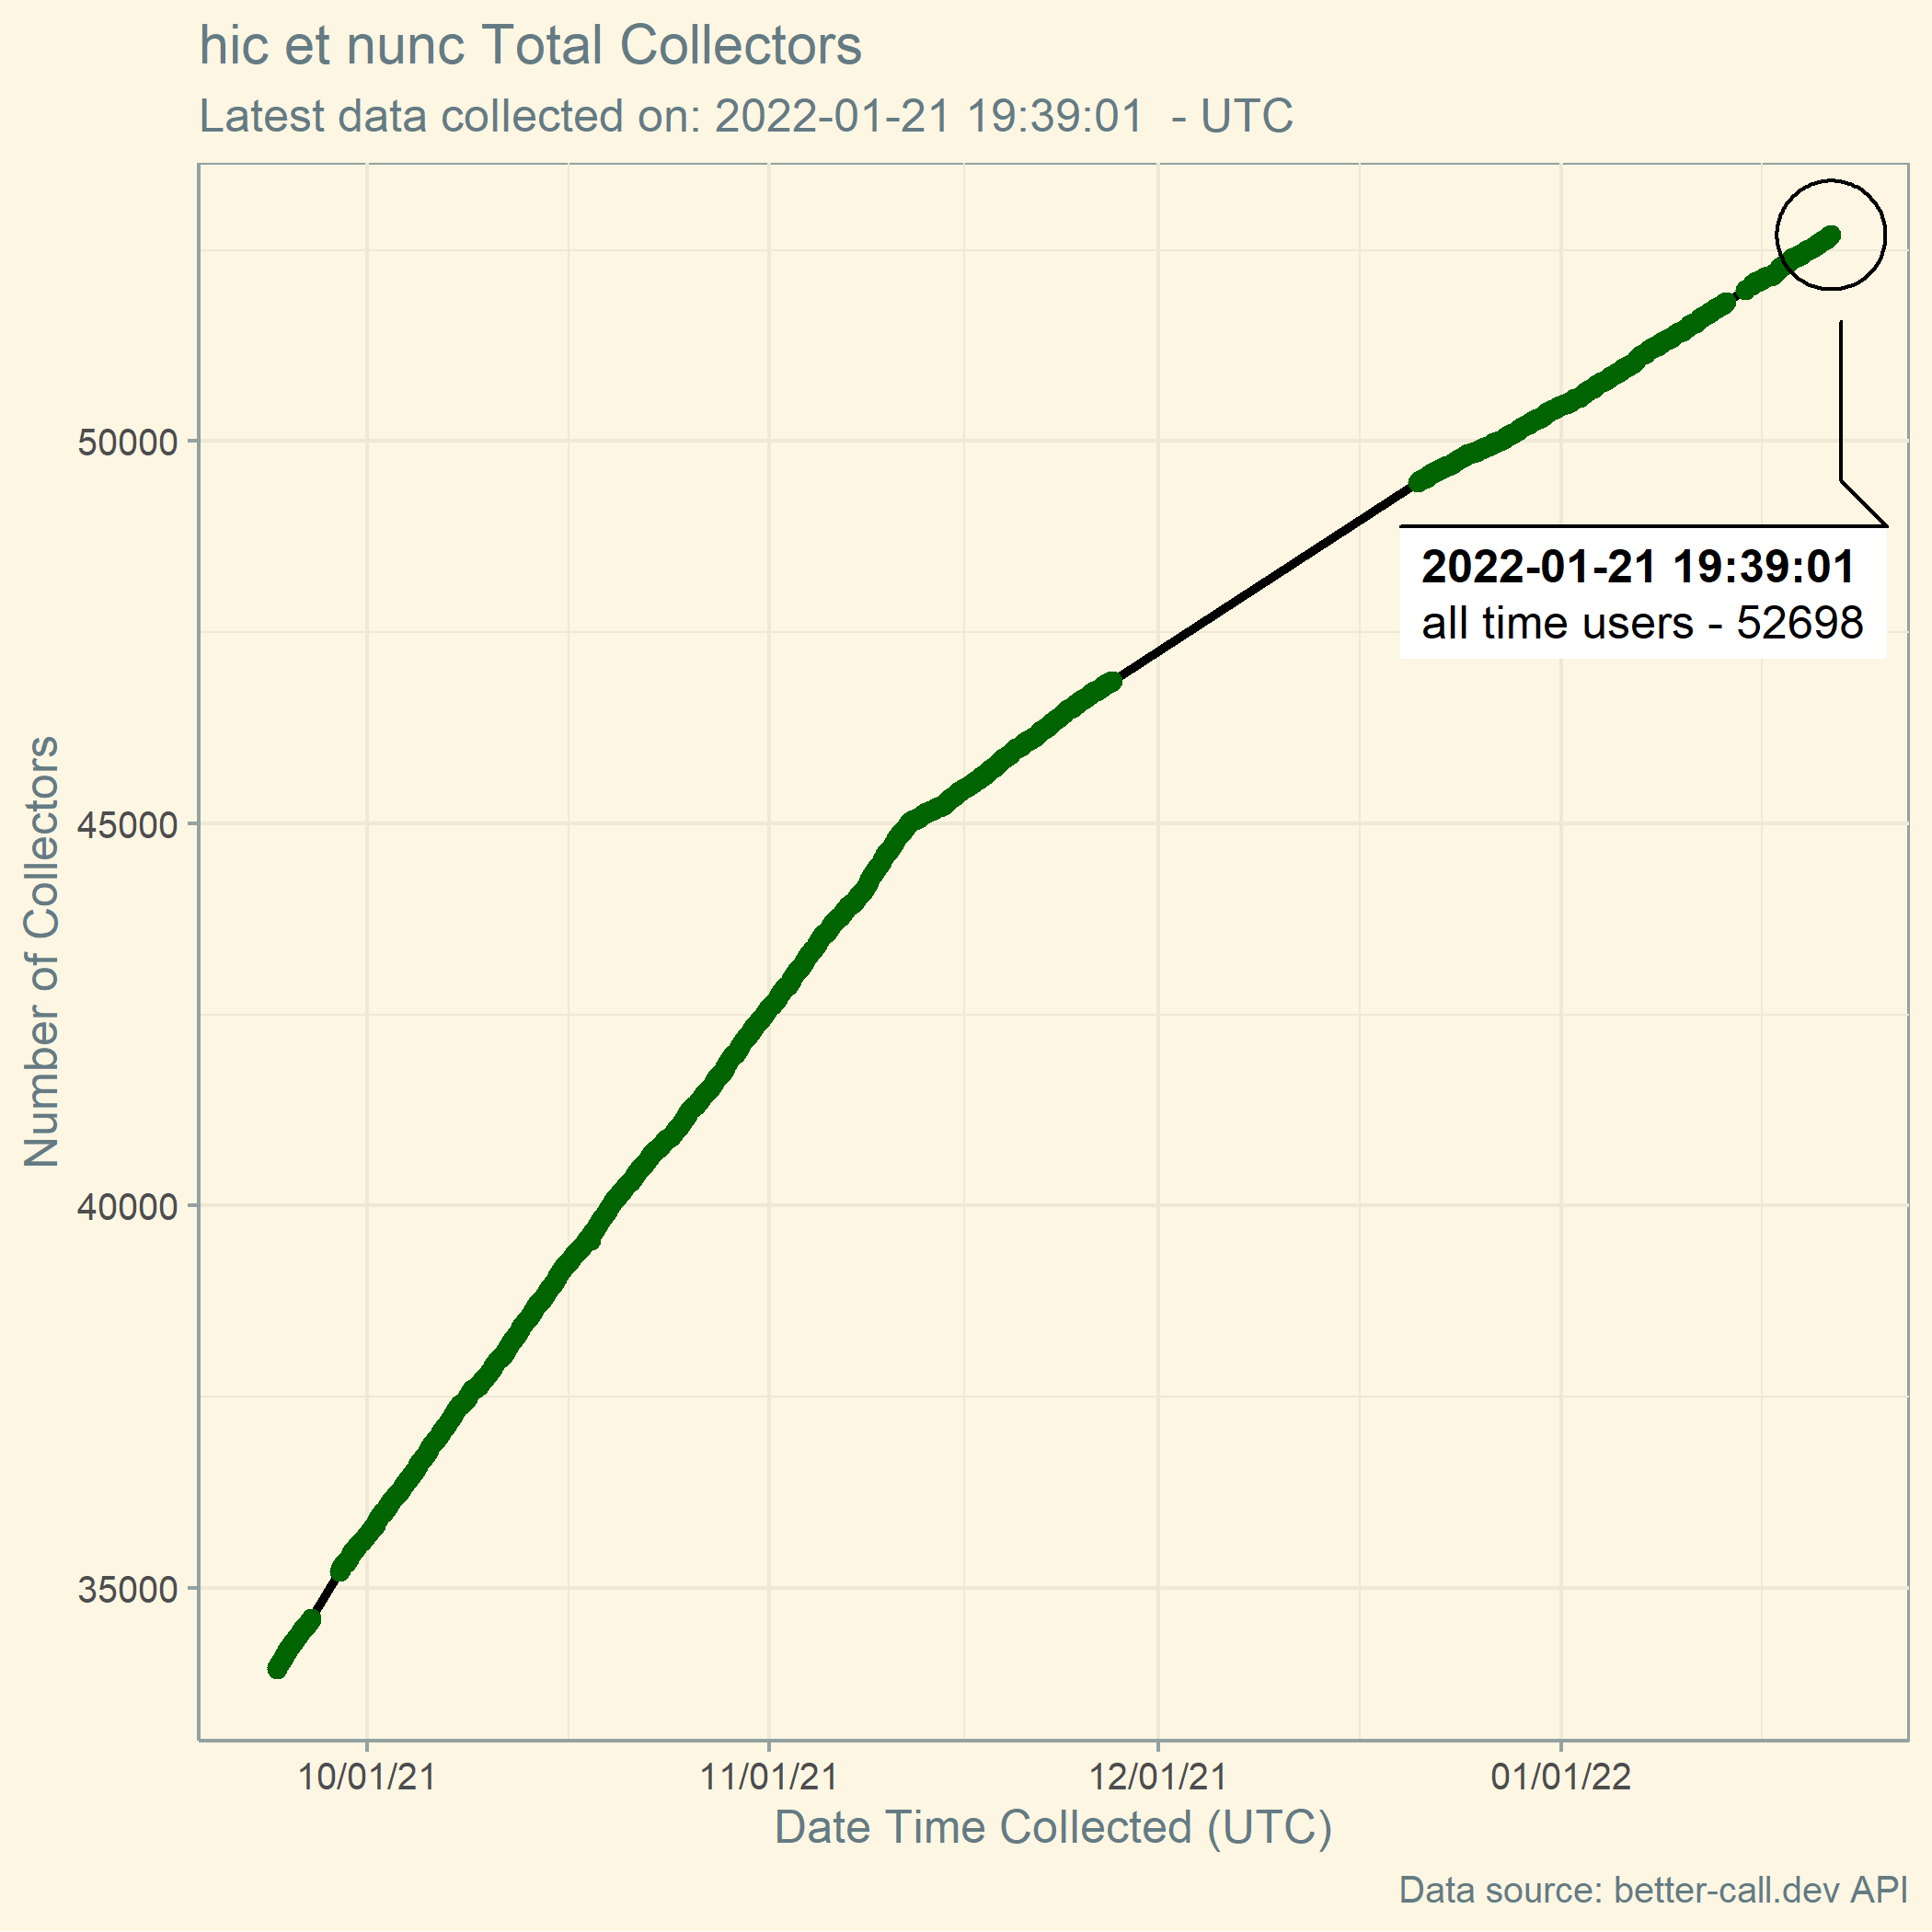 hic et nunc Total Collectors
Latest data collected on: 2022-01-21 19:39:01  - UTC
Number of Collectors
50000
45000
40000
35000
2022-01-21 19:39:01
all time users - 52698
10/01/21 11/01/21 12/01/21 01/01/22
Date Time Collected (UTC)
Data source: better-call.dev API